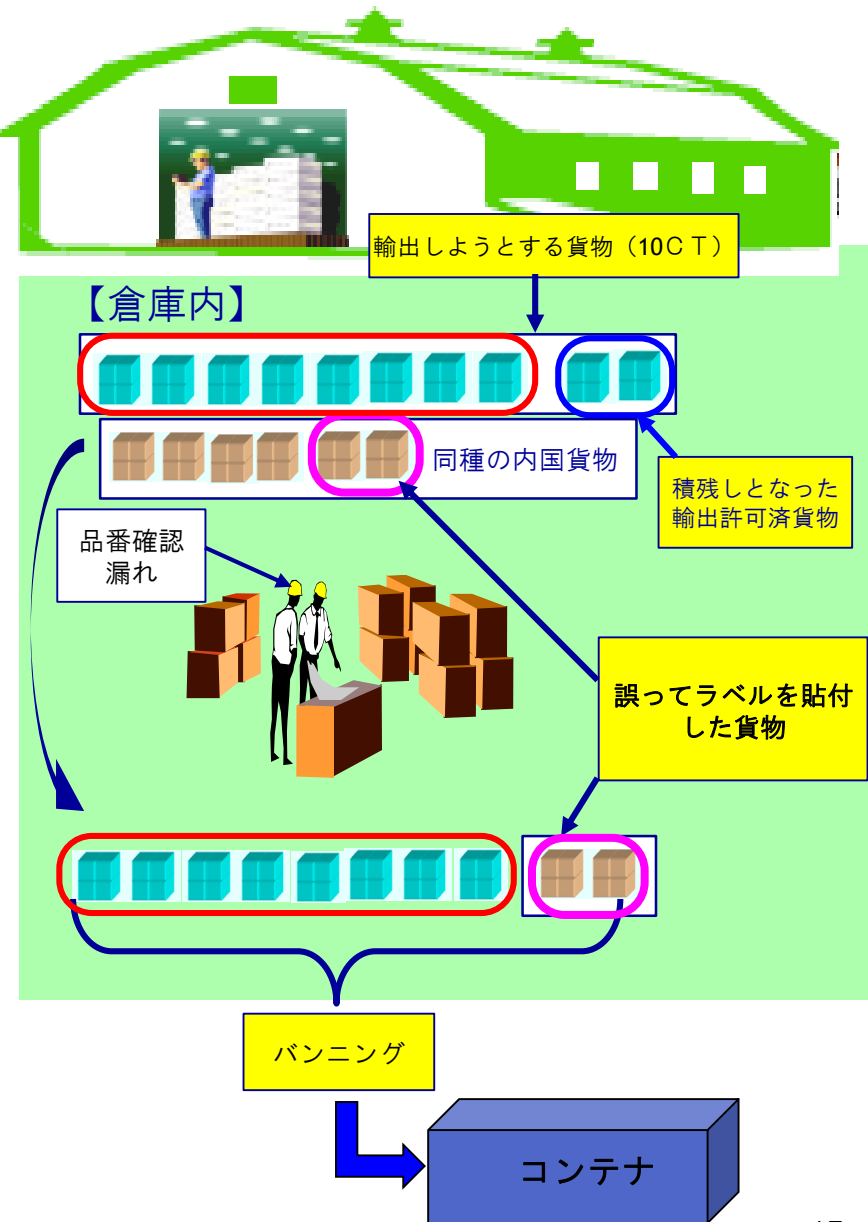 輸出しようとする貨物（10ＣＴ）
【倉庫内】
同種の内国貨物
積残しとなった
輸出許可済貨物
品番確認
漏れ
誤ってラベルを貼付
した貨物
バンニング
コンテナ